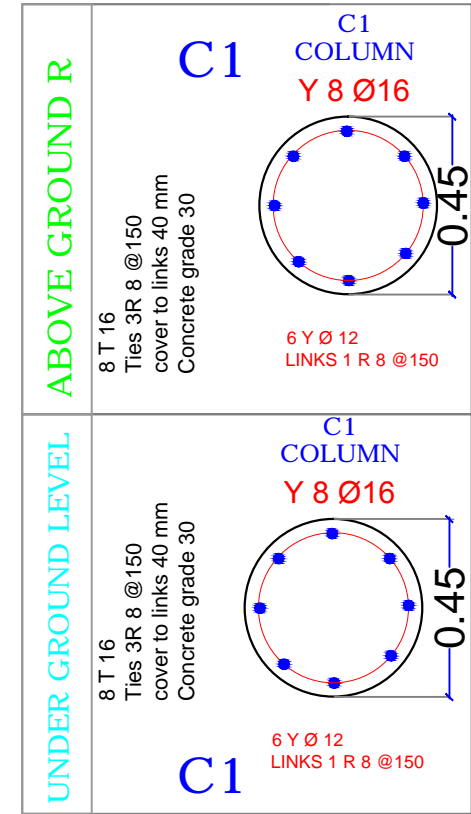 ABOVE GROUND R
8 T 16
Ties 3R 8 @150
cover to links 40 mm
Concrete grade 30
C1
C1
COLUMN
Y 8 Ø16
0.45
6 Y Ø 12
LINKS 1 R 8 @150
UNDER GROUND LEVEL
8 T 16
Ties 3R 8 @150
cover to links 40 mm
Concrete grade 30
C1
COLUMN
Y 8 Ø16
0.45
6 Y Ø 12
LINKS 1 R 8 @150
C1